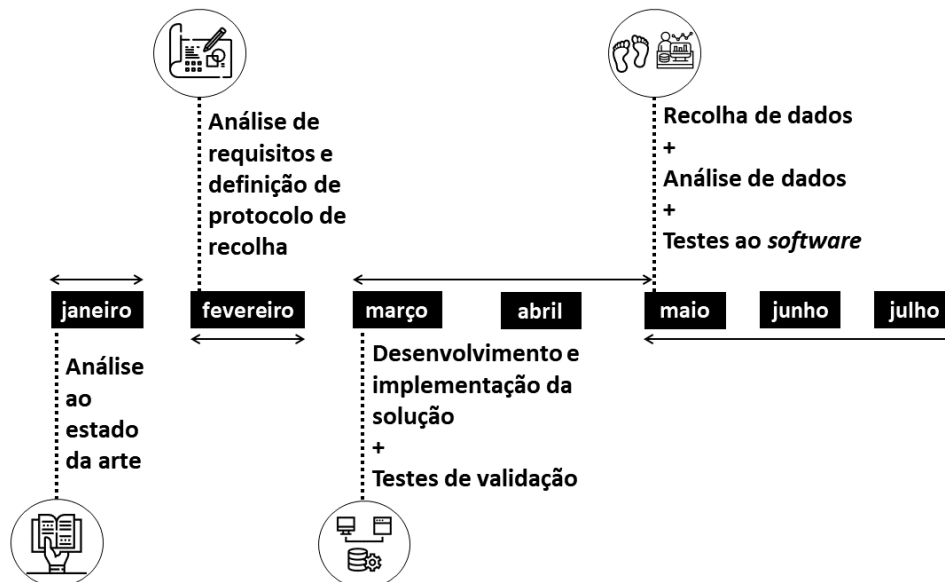 Análise de
requisitos e
definição de
protocolo de
recolha
Recolha de dados
+
Análise de dados
+
Testes ao software
janeiro
fevereiro
março
abril
maio
junho
julho
Análise
ao
estado
da arte
Desenvolvimento e
implementação da
solução
+
Testes de validação